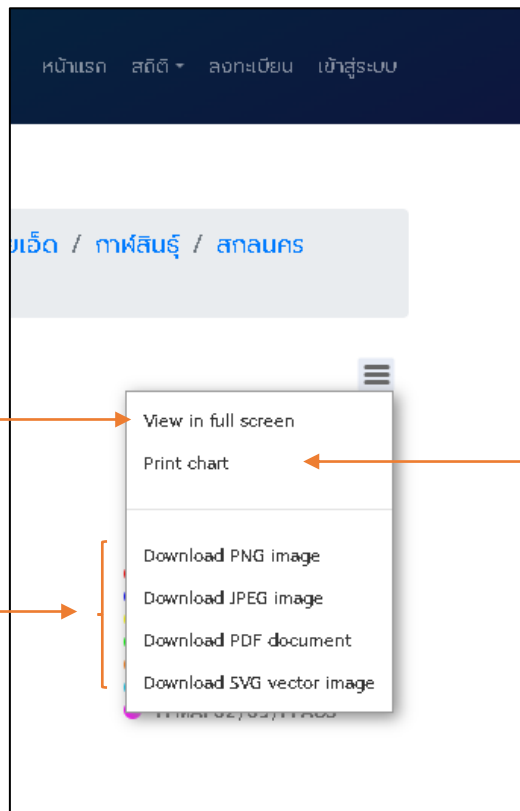 หน้าแรก สถิติ ลงทะเบียน เข้าสู่ระบบ
/ กาฬสินธุ์ / สกลนคร
View in full screen
Print chart
Download PNG image
Download JPEG image
Download PDF document
Download SVG vector image